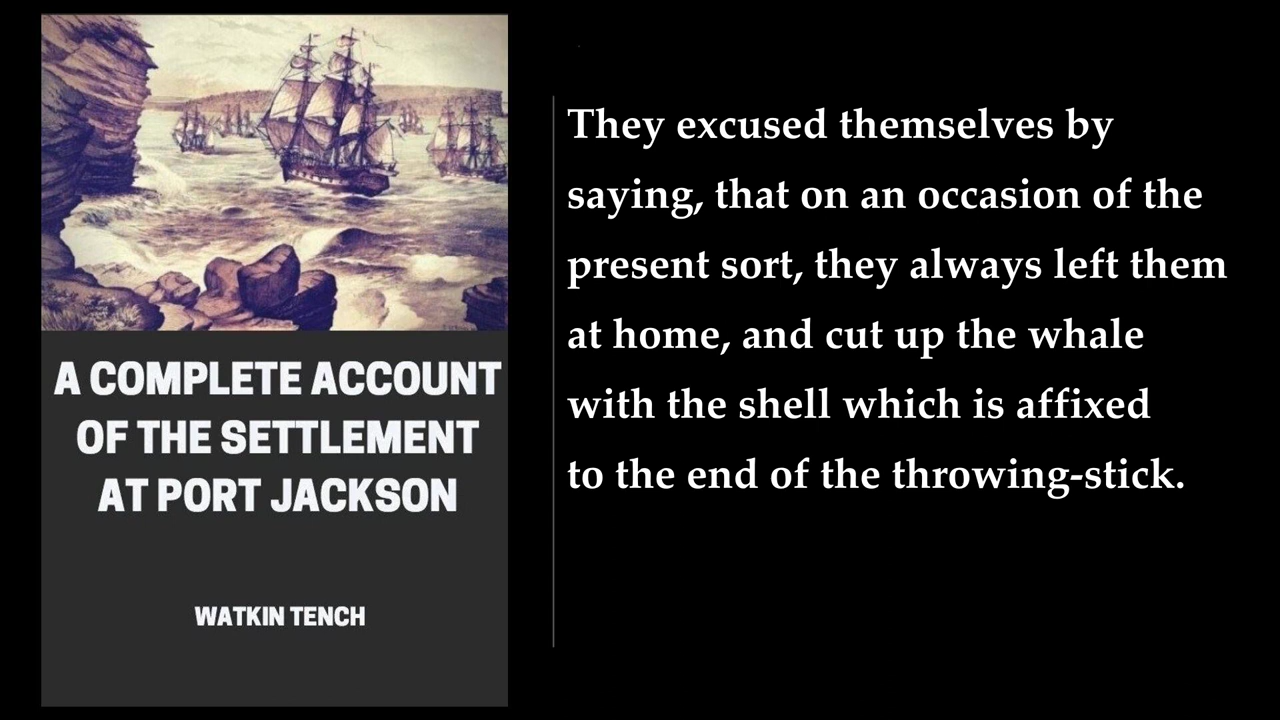 A COMPLETE ACCOUNT
OF THE SETTLEMENT
AT PORT JACKSON
WATKIN TENCH
They excused themselves by
saying, that on an occasion of the
present sort, they always left them
at home, and cut up the whale
with the shell which is affixed
to the end of the throwing-stick.